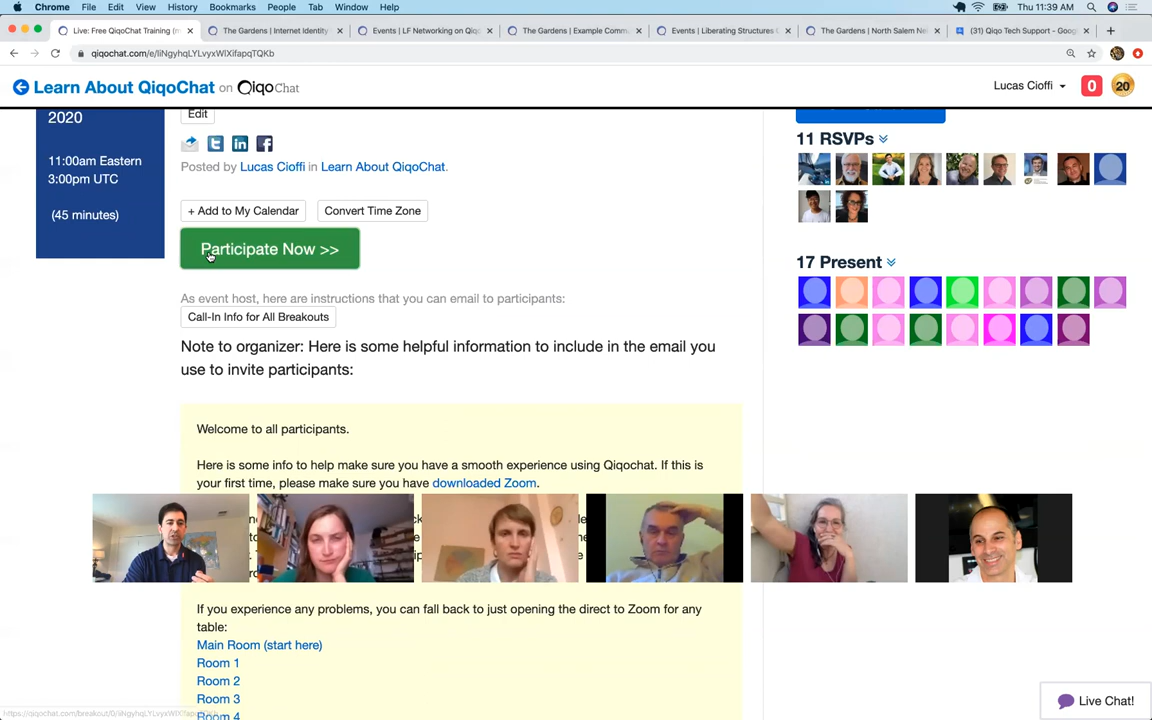 Chrome File Edit View History Bookmarks People Tab Window Help Thu 11:39 AM
Live: Free QiqoChat Training (m The Gardens | Internet Identity Events | LF Networking on Qiqo The Gardens | Example Comm Events | Liberating Structures The Gardens | North Salem Ne (31) Qiqo Tech Support - Goog
qiqochat.com/e/liNgyhqLYLvyxWlXifapqTQKb
Learn About QiqoChat on QiqoChat Lucas Cioffi 0 20
2020
11:00am Eastern
3:00pm UTC
(45 minutes)
Edit
Posted by Lucas Cioffi in Learn About QiqoChat.
+ Add to My Calendar Convert Time Zone
Participate Now >>
As event host, here are instructions that you can email to participants:
Call-In Info for All Breakouts
Note to organizer: Here is some helpful information to include in the email you
use to invite participants:
Welcome to all participants.
Here is some info to help make sure you have a smooth experience using Qiqochat. If this is
your first time, please make sure you have downloaded Zoom.
If you experience any problems, you can fall back to just opening the direct to Zoom for any
table:
Main Room (start here)
Room 1
Room 2
Room 3
Room 4
11 RSVPs
17 Present
Live Chat!